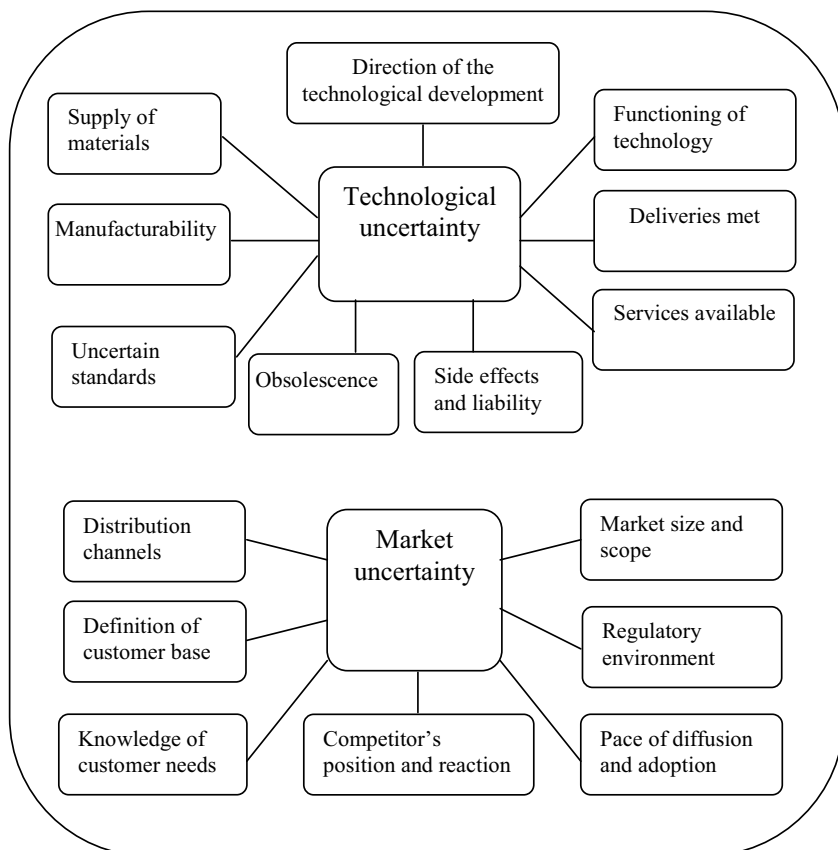 Direction of the
technological development
Supply of
materials
Functioning of
technology
Technological
uncertainty
Manufacturability
Deliveries met
Services available
Uncertain
standards
Obsolescence
Side effects
and liability
Distribution
channels
Market
uncertainty
Market size and
scope
Definition of
customer base
Regulatory
environment
Knowledge of
customer needs
Competitor’s
position and reaction
Pace of diffusion
and adoption